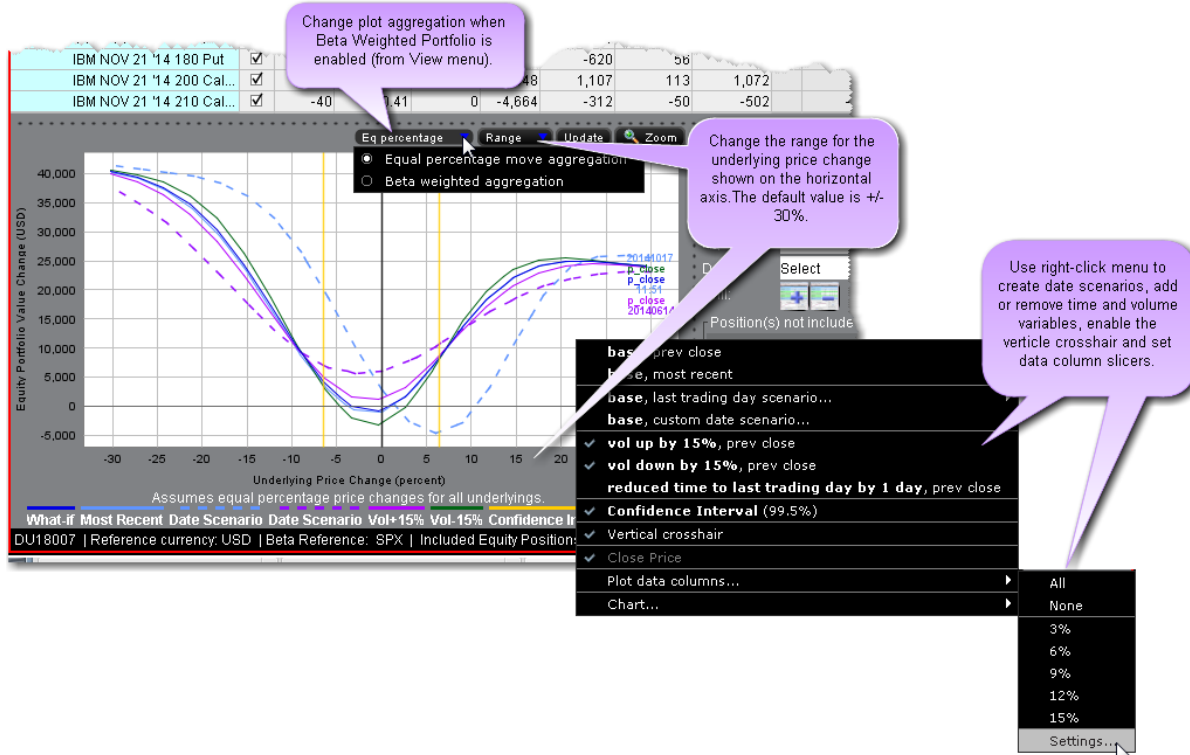 Change plot aggregation when
Beta Weighted Portfolio is
enabled (from View menu).
IBM NOV 21 '14 180 Put -620 56
IBM NOV 21 '14 200 Cal... 48 1,107 113 1,072
IBM NOV 21 '14 210 Cal... -40 0.41 0 -4,664 -312 -50 -502
Eq percentage Range Update Zoom
Equal percentage move aggregation
Beta weighted aggregation
Change the range for the
underlying price change
shown on the horizontal
axis.The default value is +/-
30%.
Equity Portfolio Value Change (USD)
40,000
35,000
30,000
25,000
20,000
15,000
10,000
5,000
0
-5,000
20141017
p_close
p_close
11:51
p_close
20140614
Select
Position(s) not include
Use right-click menu to
create date scenarios, add
or remove time and volume
variables, enable the
verticle crosshair and set
data column slicers.
base, prev close
base, most recent
base, last trading day scenario...
base, custom date scenario...
vol up by 15%, prev close
vol down by 15%, prev close
reduced time to last trading day by 1 day, prev close
Confidence Interval (99.5%)
Vertical crosshair
Close Price
Plot data columns...
Chart...
-30 -25 -20 -15 -10 -5 0 5 10 15 20
Underlying Price Change (percent)
Assumes equal percentage price changes for all underlyings.
What-if Most Recent Date Scenario Date Scenario Vol+15% Vol-15% Confidence
DU18007 | Reference currency: USD | Beta Reference: SPX | Included Equity Positions
All
None
3%
6%
9%
12%
15%
Settings...